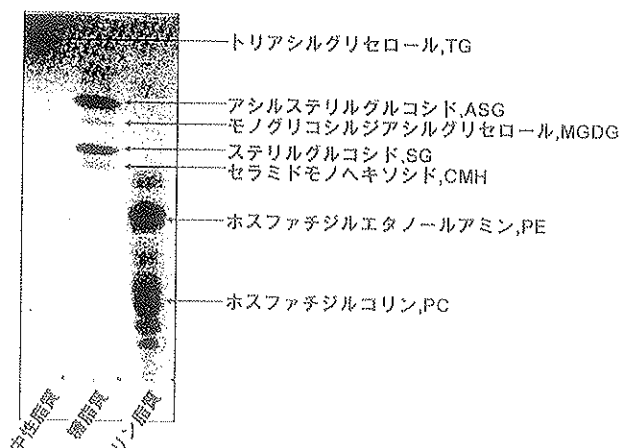 トリアシルグリセロール,TG
アシルステリルグルコシド,ASG
モノグリコシルジアシルグリセロール,MGDG
ステリルグルコシド,SG
セラミドモノヘキソシド,CMH
ホスファチジルエタノールアミン,PE
ホスファチジルコリン,PC
中性脂質
糖脂質
リン脂質